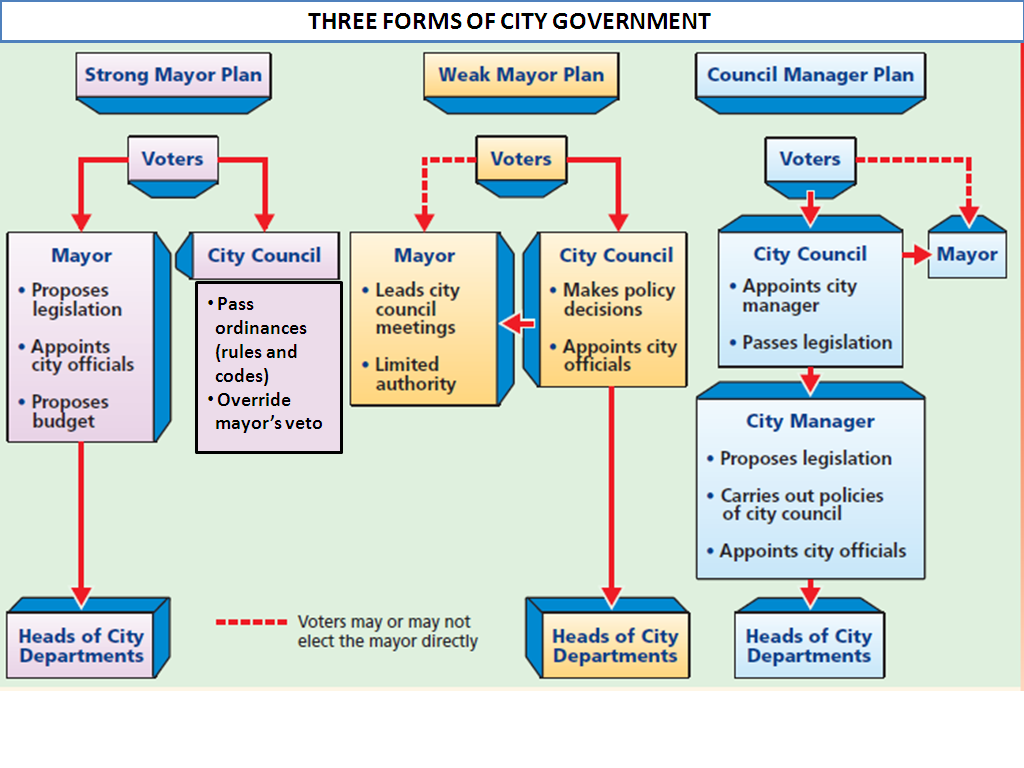 THREE FORMS OF CITY GOVERNMENT
Strong Mayor Plan
Voters
Mayor
• Proposes
legislation
• Appoints
city officials
• Proposes
budget
City Council
• Pass
ordinances
(rules and
codes)
• Override
mayor's veto
Heads of City
Departments
Weak Mayor Plan
Voters
Mayor
• Leads city
council
meetings
• Limited
authority
City Council
• Makes policy
decisions
• Appoints city
officials
Heads of City
Departments
Council Manager Plan
Voters
City Council
• Appoints city
manager
• Passes legislation
Mayor
City Manager
• Proposes legislation
• Carries out policies
of city council
• Appoints city officials
Heads of City
Departments
Voters may or may not
elect the mayor directly